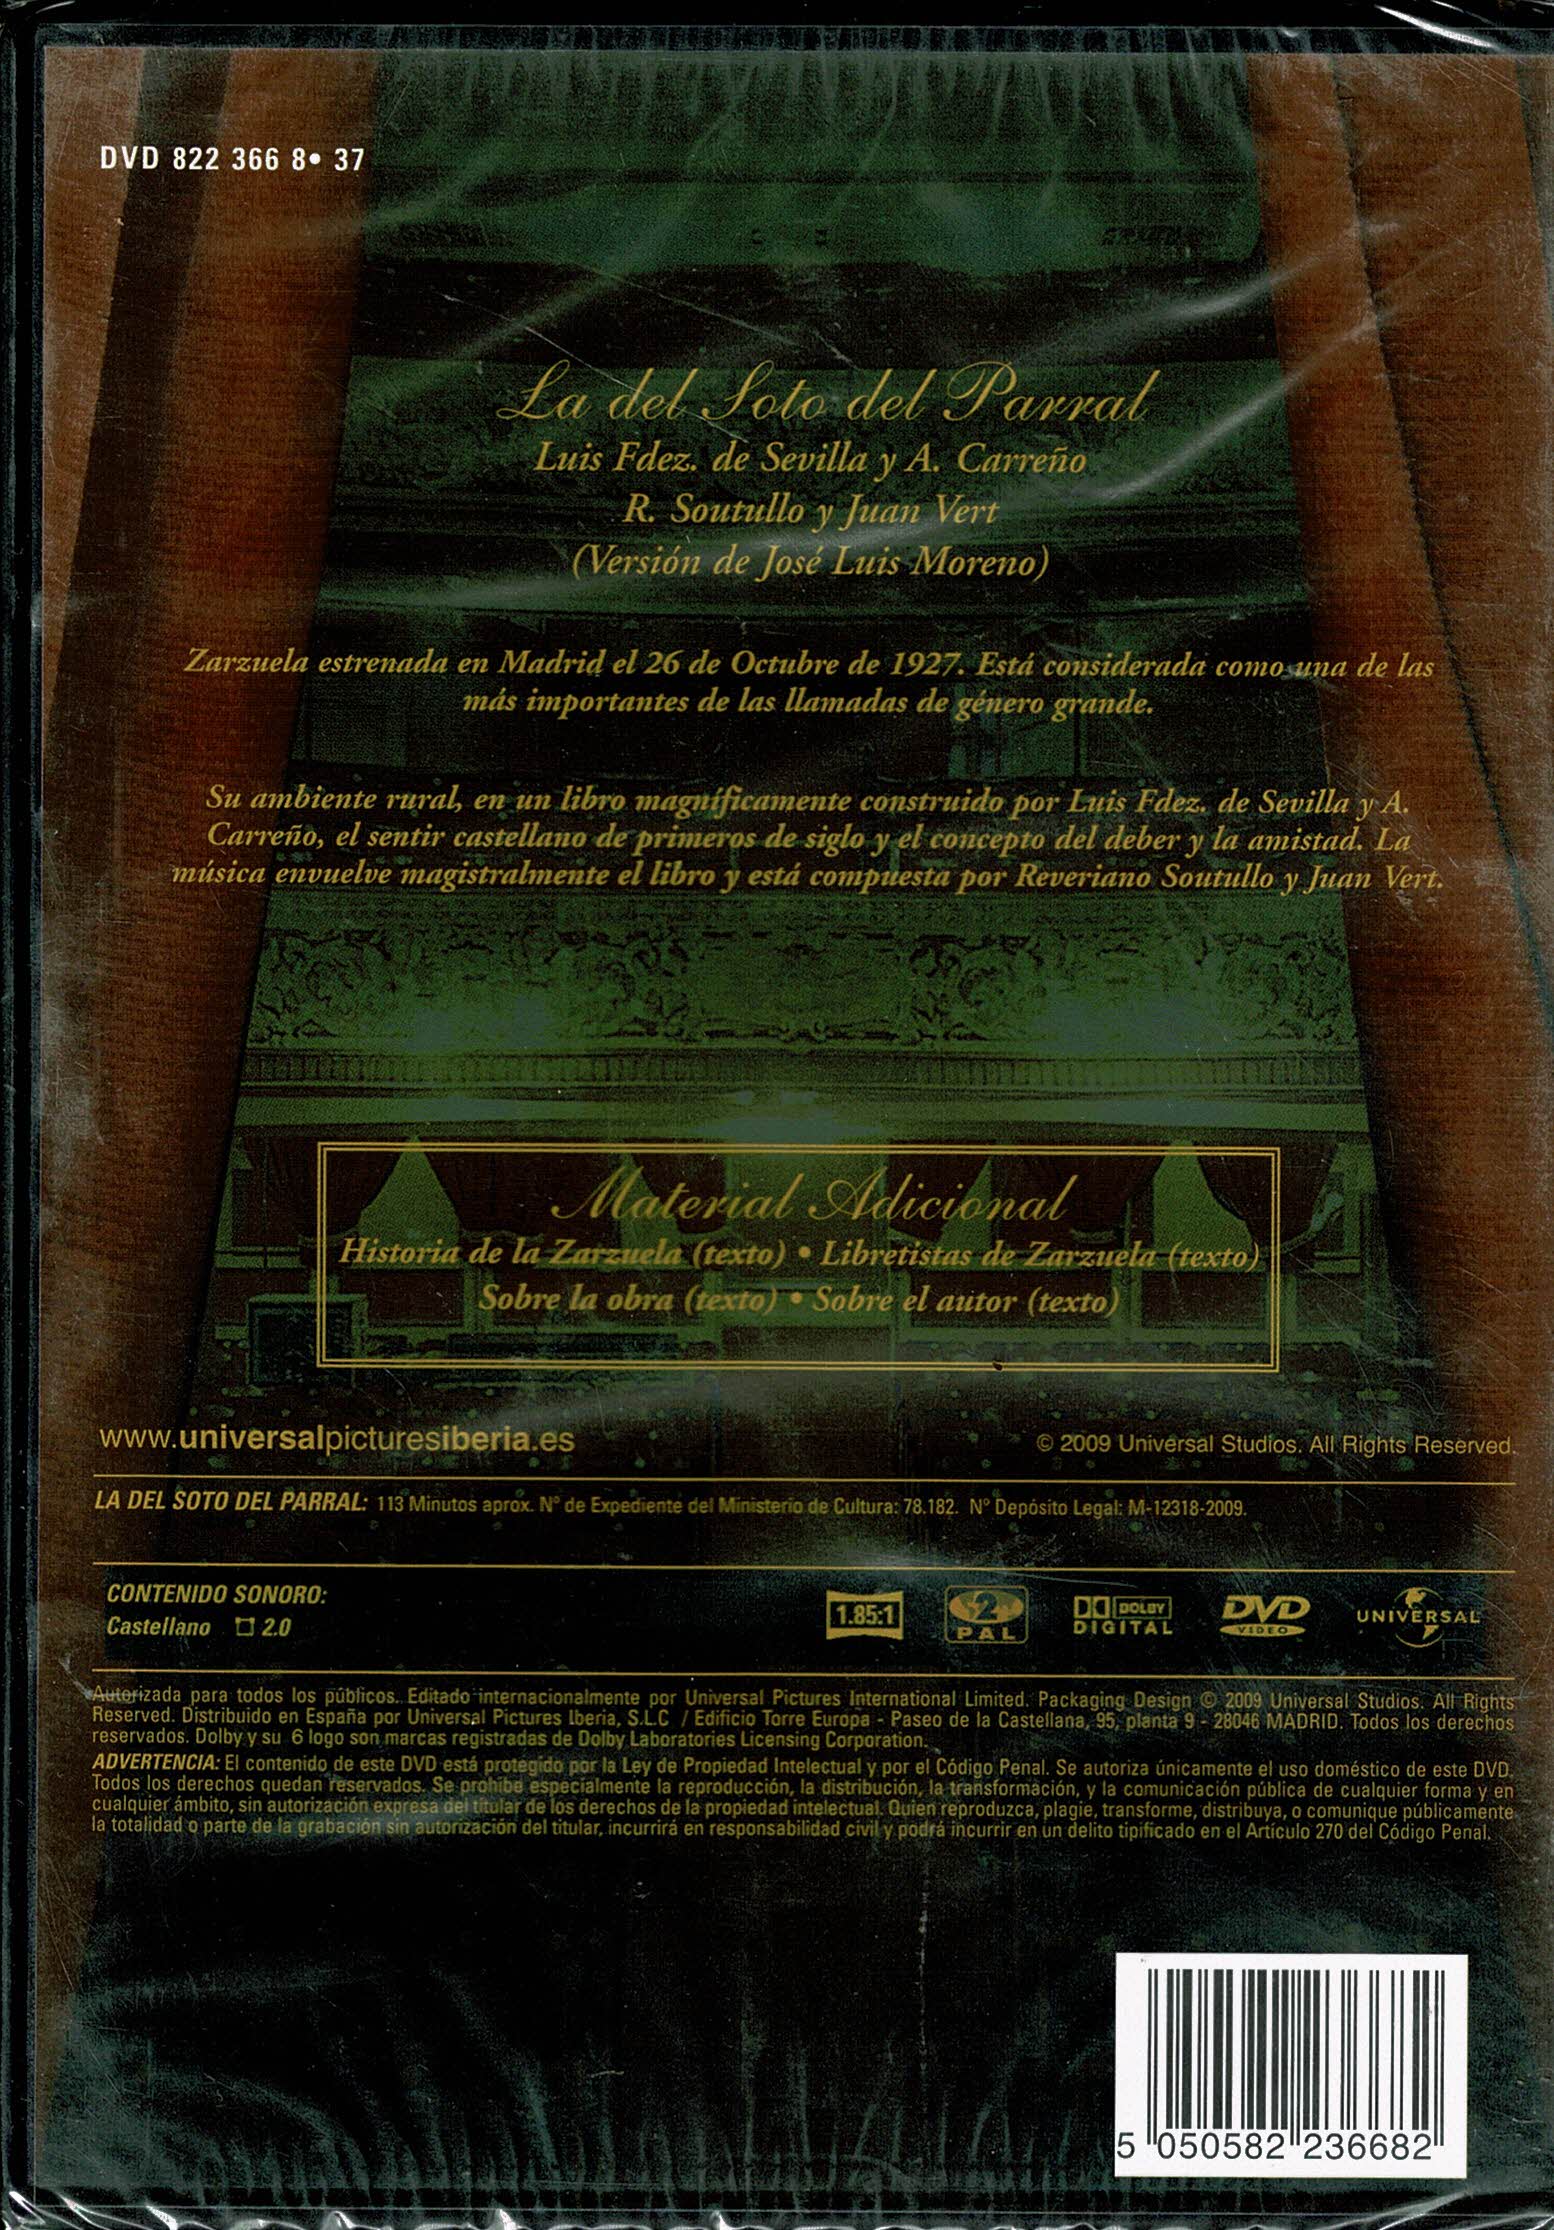 DVD 822 366 8• 37
La del Soto del Parral
Luis Fdez. de Sevilla y A. Carreño
R. Soutullo y Juan Vert
(Versión de José Luis Moreno)
Zarzuela estrenada en Madrid el 26 de Octubre de 1927. Está considerada como una de las
más importantes de las llamadas de género grande.
Su ambiente rural, en un libro magníficamente construido por Luis Fdez. de Sevilla y A.
Carreño, el sentir castellano de primeros de siglo y el concepto del deber y la amistad. La
música envuelve magistralmente el libro y está compuesta por Reveriano Soutullo y Juan Vert.
Material Adicional
Historia de la Zarzuela (texto) • Libretistas de Zarzuela (texto)
Sobre la obra (texto) • Sobre el autor (texto)
www.universalpicturesiberia.es
© 2009 Universal Studios. All Rights Reserved.
LA DEL SOTO DEL PARRAL: 113 Minutos aprox. Nº de Expediente del Ministerio de Cultura: 78.182. Nº Depósito Legal: M-12318-2009.
CONTENIDO SONORO:
Castellano 2.0
1.85:1
2
PAL
DOLBY
DIGITAL
DVD
VIDEO
UNIVERSAL
Autorizada para todos los públicos. Editado internacionalmente por Universal Pictures International Limited. Packaging Design © 2009 Universal Studios. All Rights
Reserved. Distribuido en España por Universal Pictures Iberia, S.L.C / Edificio Torre Europa - Paseo de la Castellana, 95, planta 9 - 28046 MADRID. Todos los derechos
reservados. Dolby y su 6 logo son marcas registradas de Dolby Laboratories Licensing Corporation.
ADVERTENCIA: El contenido de este DVD está protegido por la Ley de Propiedad Intelectual y por el Código Penal. Se autoriza únicamente el uso doméstico de este DVD.
Todos los derechos quedan reservados. Se prohíbe especialmente la reproducción, la distribución, la transformación, y la comunicación pública de cualquier forma y en
cualquier ámbito, sin autorización expresa del titular de los derechos de la propiedad intelectual. Quien reproduzca, plagie, transforme, distribuya, o comunique públicamente
la totalidad o parte de la grabación sin autorización del titular, incurrirá en responsabilidad civil y podrá incurrir en un delito tipificado en el Artículo 270 del Código Penal.
5 050582 236682